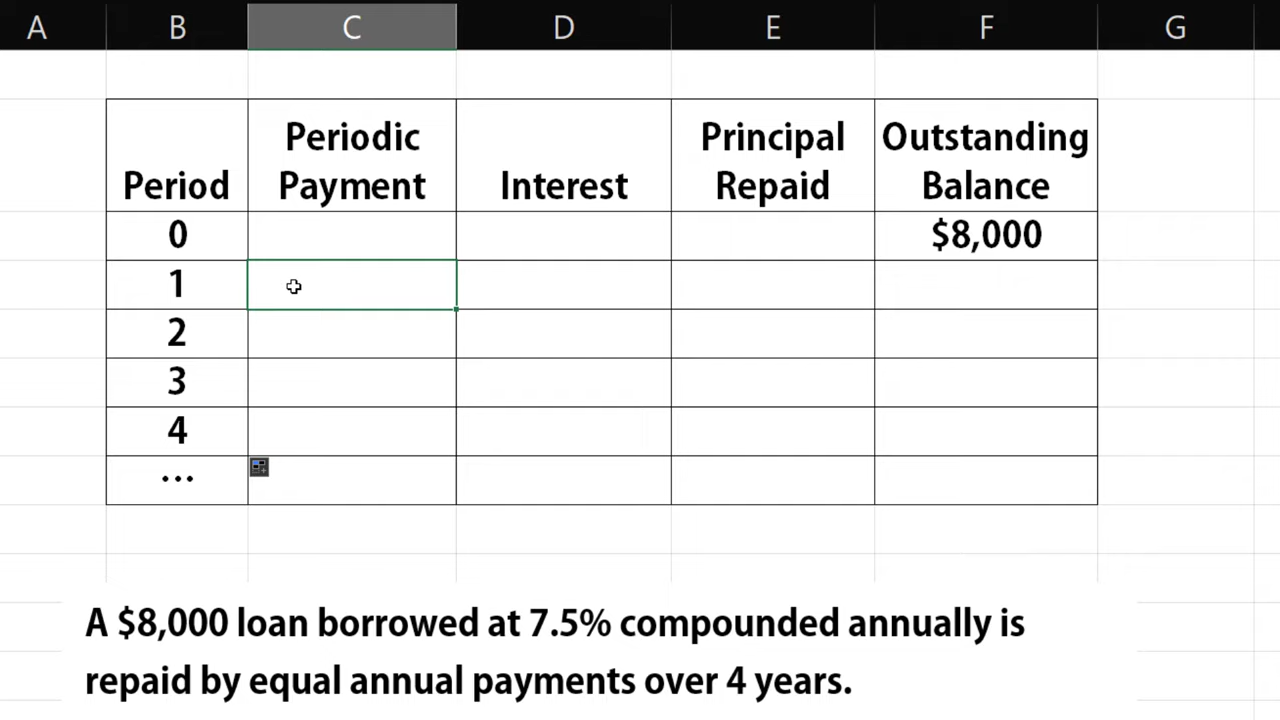 A B C D E F G
Period Periodic Payment Interest Principal Repaid Outstanding Balance
0 $8,000
1
2
3
4
...
A $8,000 loan borrowed at 7.5% compounded annually is
repaid by equal annual payments over 4 years.